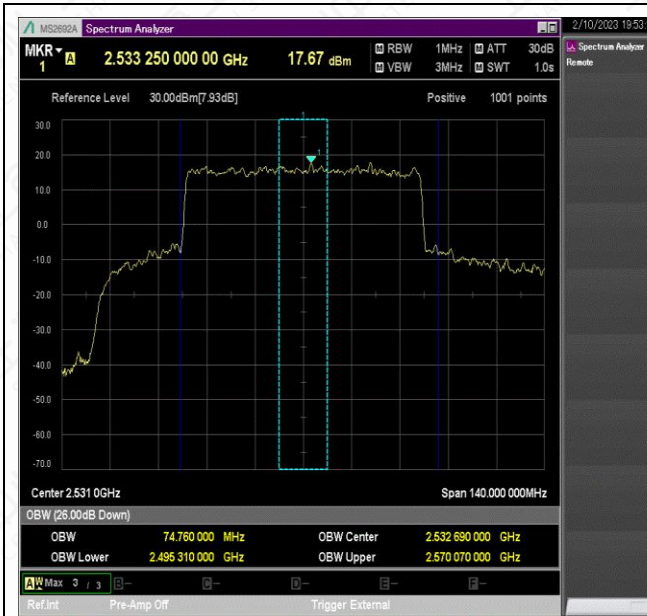 MS2692A Spectrum Analyzer
2/10/2023 19:53:
MKR 1 A 2.533 250 000 00 GHz 17.67 dBm M RBW 1MHz M ATT 30dB
M VBW 3MHz M SWT 1.0s
Spectrum Analyzer
Remote
Reference Level 30.00dBm[7.93dB] Positive 1001 points
1
30.0
20.0
1
10.0
0.0
-10.0
-20.0
-30.0
-40.0
-50.0
-60.0
-70.0
Center 2.531 0GHz Span 140.000 000MHz
OBW (26.00dB Down)
OBW 74.760 000 MHz OBW Center 2.532 690 000 GHz
OBW Lower 2.495 310 000 GHz OBW Upper 2.570 070 000 GHz
A W Max 3 / 3 B- C- D- E- F-
Ref.Int Pre-Amp Off Trigger External